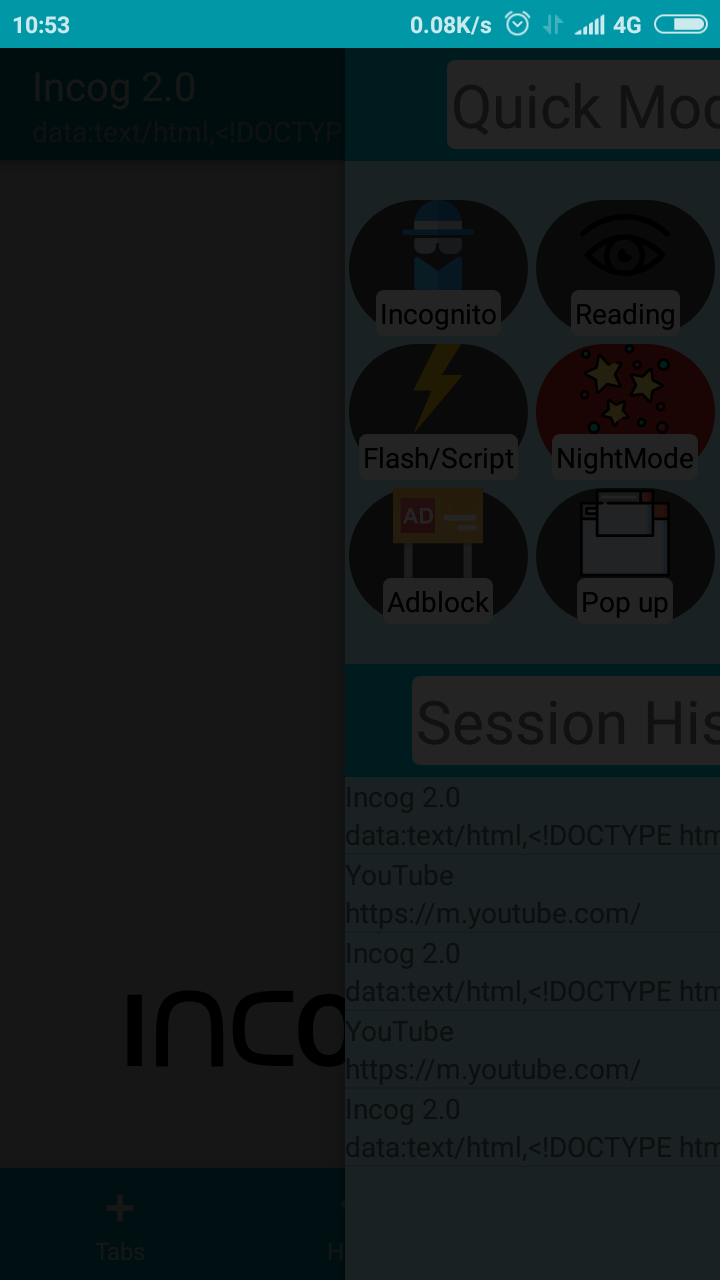 10:53
0.08K/s
4G
Incog 2.0
data:text/html,<!DOCTYP
Quick Mod
Incognito
Reading
Flash/Script
NightMode
AD
Adblock
Pop up
Session His
Incog 2.0
data:text/html,<!DOCTYPE htm
YouTube
https://m.youtube.com/
Incog 2.0
data:text/html,<!DOCTYPE htm
YouTube
https://m.youtube.com/
Incog 2.0
data:text/html,<!DOCTYPE htm
INCO
Tabs
H